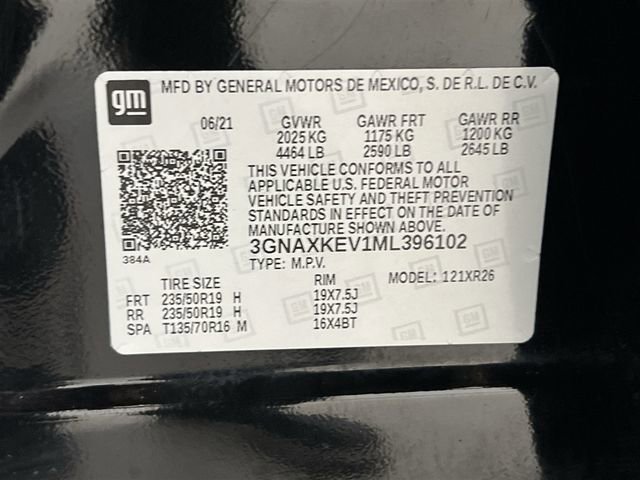 gm
MFD BY GENERAL MOTORS DE MEXICO, S. DE R.L. DE C.V.
06/21 GVWR GAWR FRT GAWR RR
2025 KG 1175 KG 1200 KG
4464 LB 2590 LB 2645 LB
THIS VEHICLE CONFORMS TO ALL
APPLICABLE U.S. FEDERAL MOTOR
VEHICLE SAFETY AND THEFT PREVENTION
STANDARDS IN EFFECT ON THE DATE OF
MANUFACTURE SHOWN ABOVE.
384A
3GNAXKEV1ML396102
TYPE: M.P.V. MODEL: 121XR26
TIRE SIZE RIM
FRT 235/50R19 H 19X7.5J
RR 235/50R19 H 19X7.5J
SPA T135/70R16 M 16X4BT